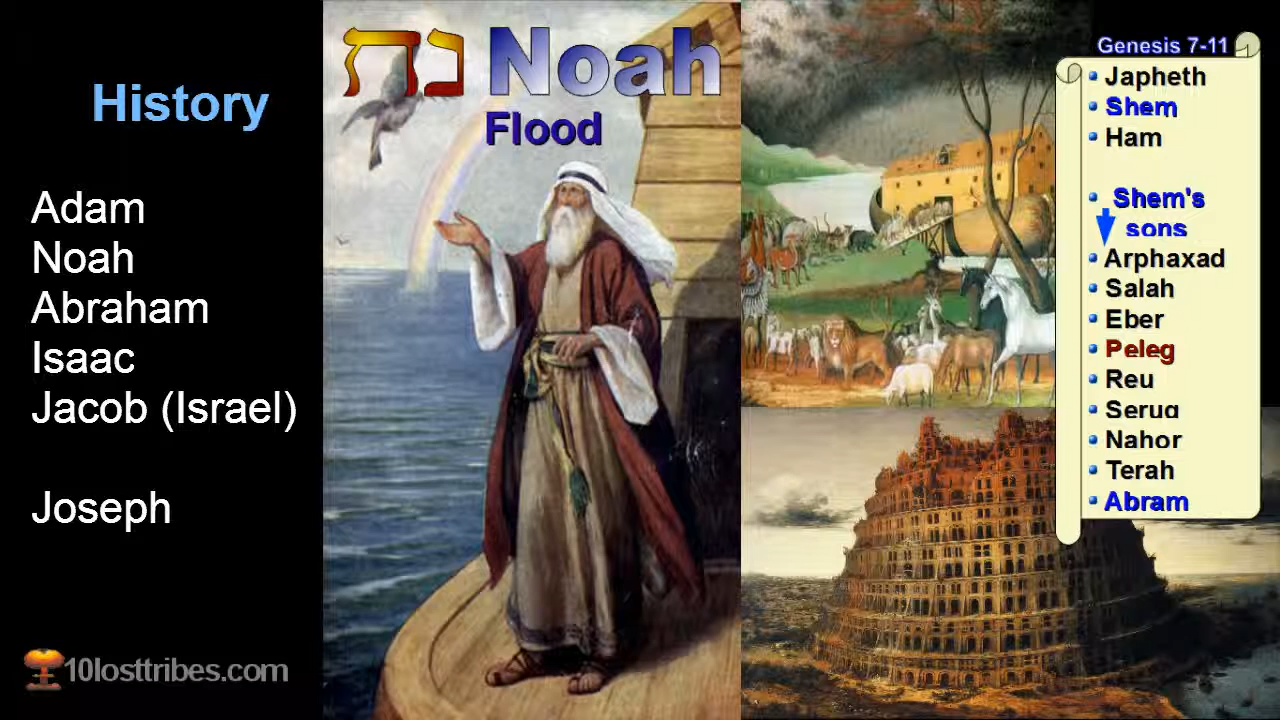 History
Adam
Noah
Abraham
Isaac
Jacob (Israel)
Joseph
10losttribes.com
נת Noah
Flood
Genesis 7-11
• Japheth
• Shem
• Ham
• Shem's
sons
• Arphaxad
• Salah
• Eber
• Peleg
• Reu
• Serug
• Nahor
• Terah
• Abram